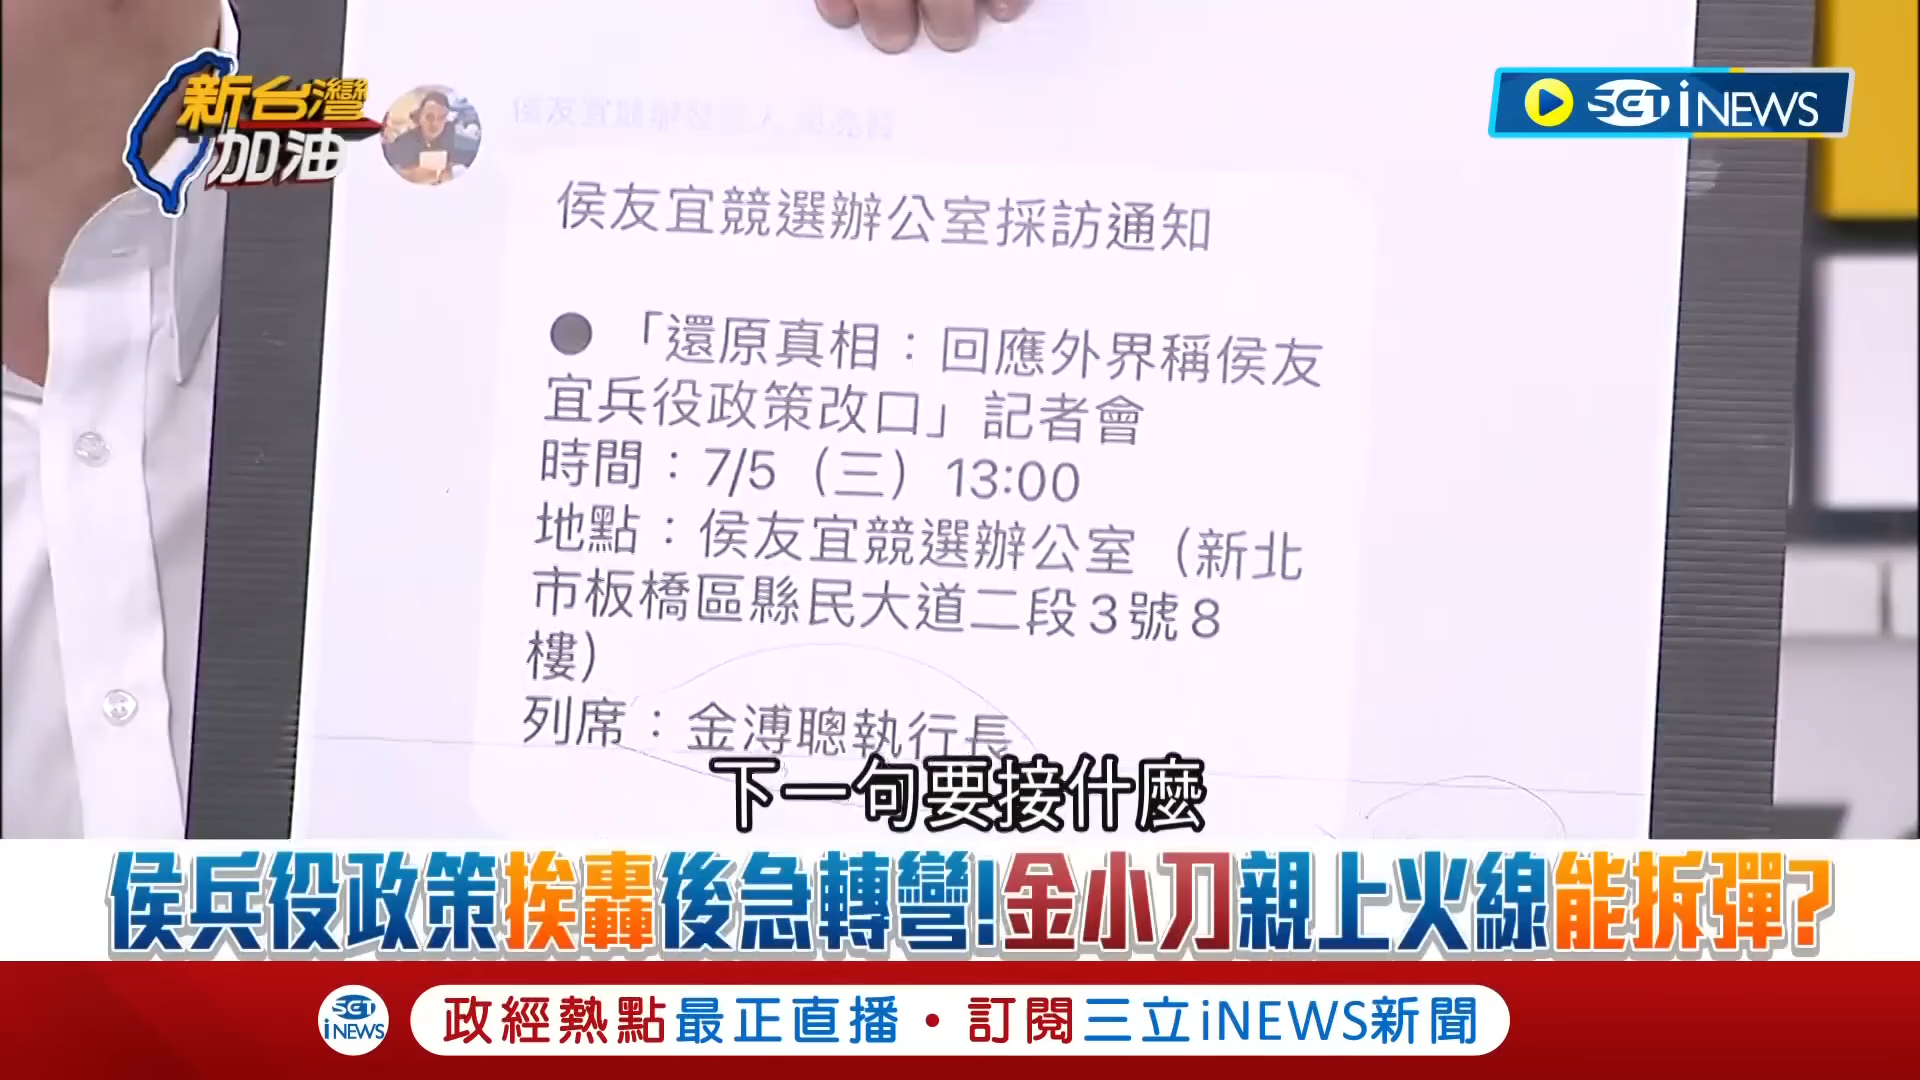 新台灣
加油
SET iNEWS
侯友宜競選辦公室採訪通知
●「還原真相：回應外界稱侯友
宜兵役政策改口」記者會
時間：7/5（三）13:00
地點：侯友宜競選辦公室（新北
市板橋區縣民大道二段3號8
樓）
列席：金溥聰執行長
下一句要接什麼
侯兵役政策挨轟後急轉彎!金小刀親上火線能拆彈?
SET iNEWS
政經熱點最正直播・訂閱三立iNEWS新聞